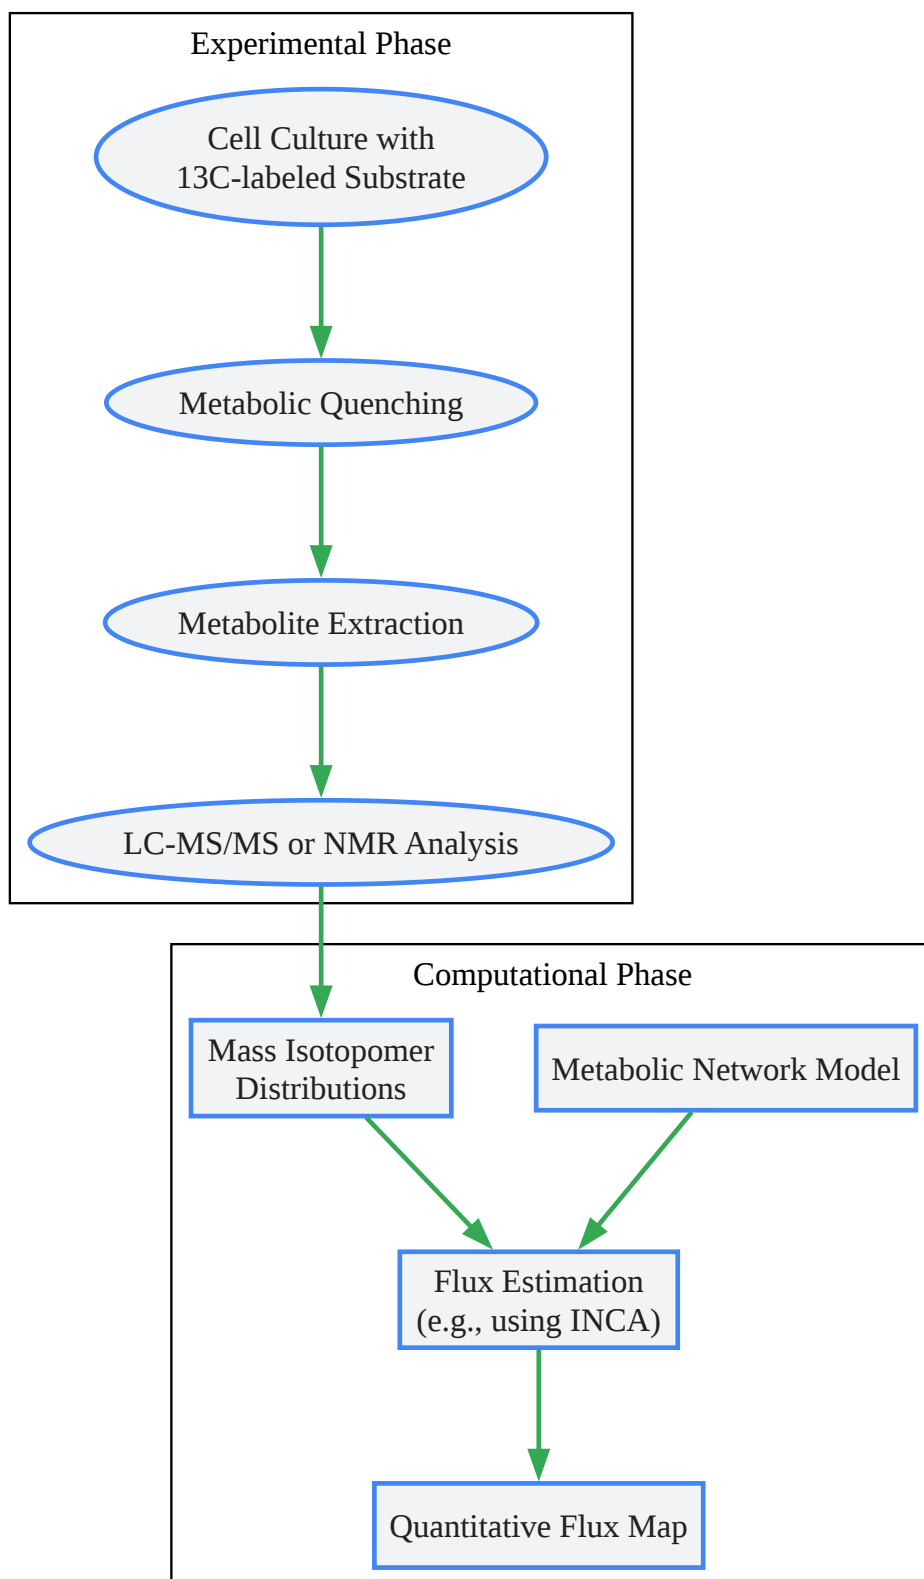 Experimental Phase
Cell Culture with
13C-labeled Substrate
Metabolic Quenching
Metabolite Extraction
LC-MS/MS or NMR Analysis
Computational Phase
Mass Isotopomer
Distributions
Metabolic Network Model
Flux Estimation
(e.g., using INCA)
Quantitative Flux Map